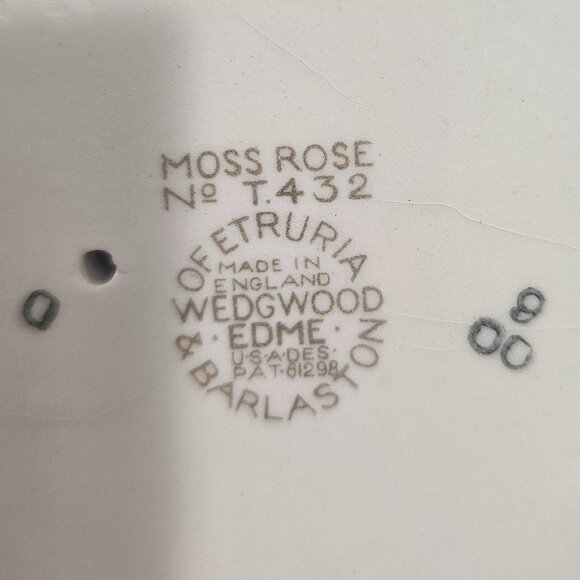 MOSS ROSE
No T.432
OF ETRURIA
MADE IN
ENGLAND
WEDGWOOD
· EDME ·
U·S·A·DES·
PAT·61298
& BARLASTON